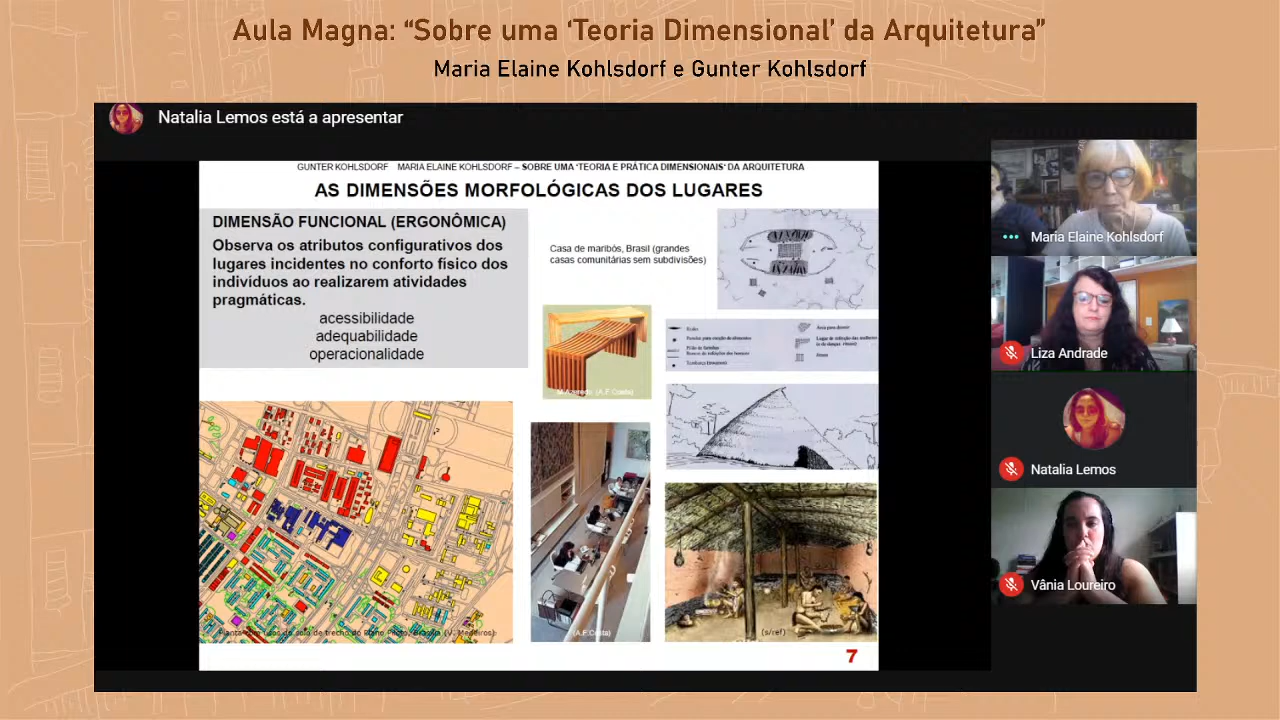 Aula Magna: “Sobre uma ‘Teoria Dimensional’ da Arquitetura”
Maria Elaine Kohlsdorf e Gunter Kohlsdorf
Natalia Lemos está a apresentar
GUNTER KOHLSDORF MARIA ELAINE KOHLSDORF – SOBRE UMA ‘TEORIA E PRÁTICA DIMENSIONAIS’ DA ARQUITETURA
AS DIMENSÕES MORFOLÓGICAS DOS LUGARES
DIMENSÃO FUNCIONAL (ERGONÔMICA)
Observa os atributos configurativos dos
lugares incidentes no conforto físico dos
indivíduos ao realizarem atividades
pragmáticas.
acessibilidade
adequabilidade
operacionalidade
Casa de maribós, Brasil (grandes
casas comunitárias sem subdivisões)
(A.F.Costa)
Redes
(A.F.Costa)
(s/ref)
7
Maria Elaine Kohlsdorf
Liza Andrade
Natalia Lemos
Vânia Loureiro